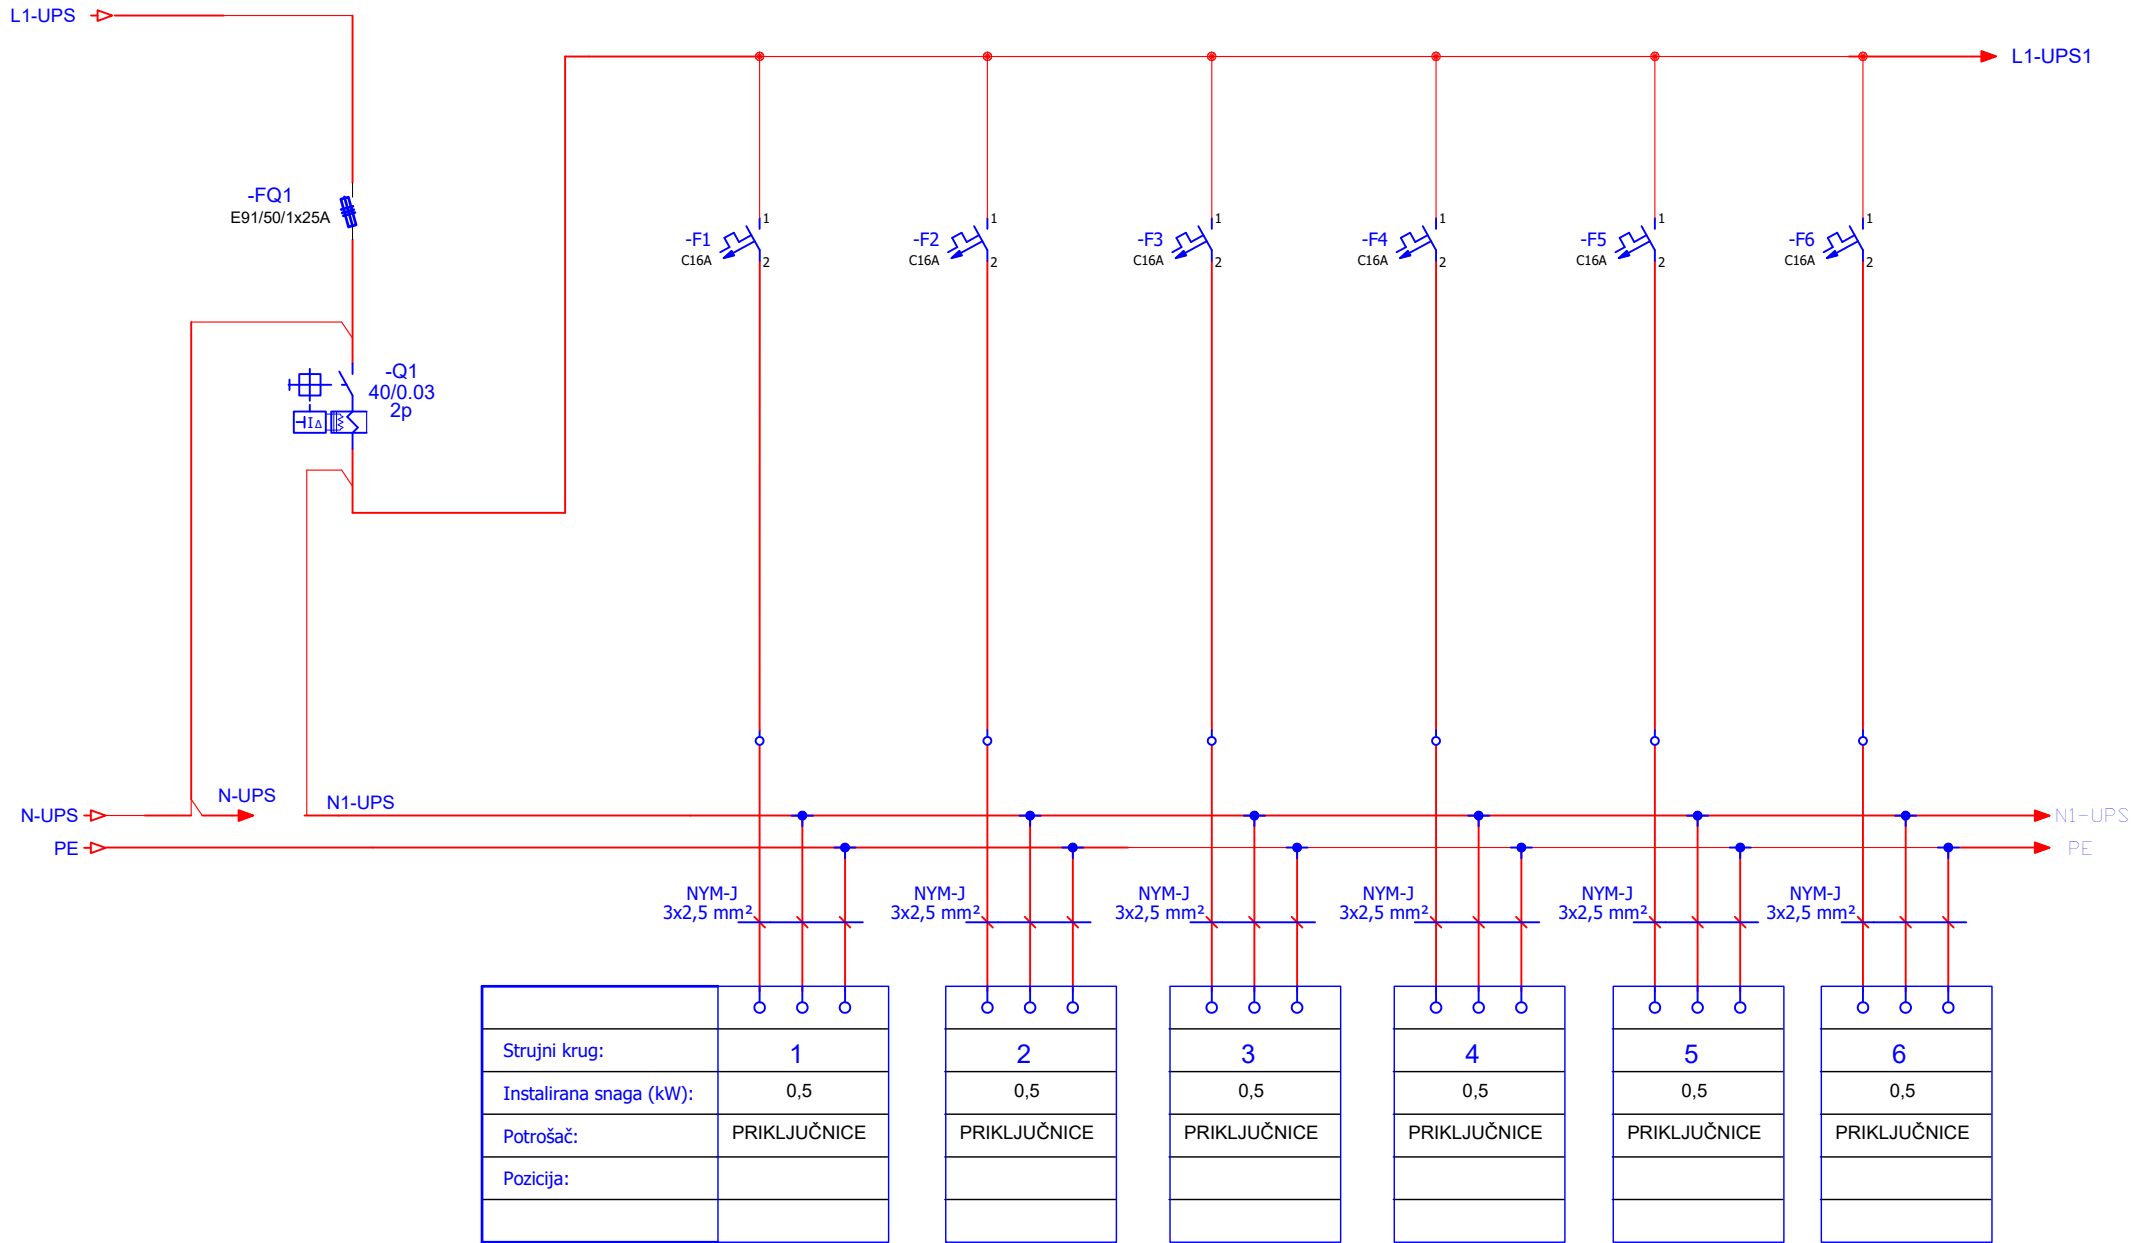 L1-UPS
L1-UPS1
-FQ1
E91/50/1x25A
-F1
C16A
1
2
-F2
C16A
1
2
-F3
C16A
1
2
-F4
C16A
1
2
-F5
C16A
1
2
-F6
C16A
1
2
-Q1
40/0.03
2p
I∆
N-UPS
N-UPS
N1-UPS
N1-UPS
PE
PE
NYM-J
3x2,5 mm²
NYM-J
3x2,5 mm²
NYM-J
3x2,5 mm²
NYM-J
3x2,5 mm²
NYM-J
3x2,5 mm²
NYM-J
3x2,5 mm²
Strujni krug: 1 2 3 4 5 6
Instalirana snaga (kW): 0,5 0,5 0,5 0,5 0,5 0,5
Potrošač: PRIKLJUČNICE PRIKLJUČNICE PRIKLJUČNICE PRIKLJUČNICE PRIKLJUČNICE PRIKLJUČNICE
Pozicija: